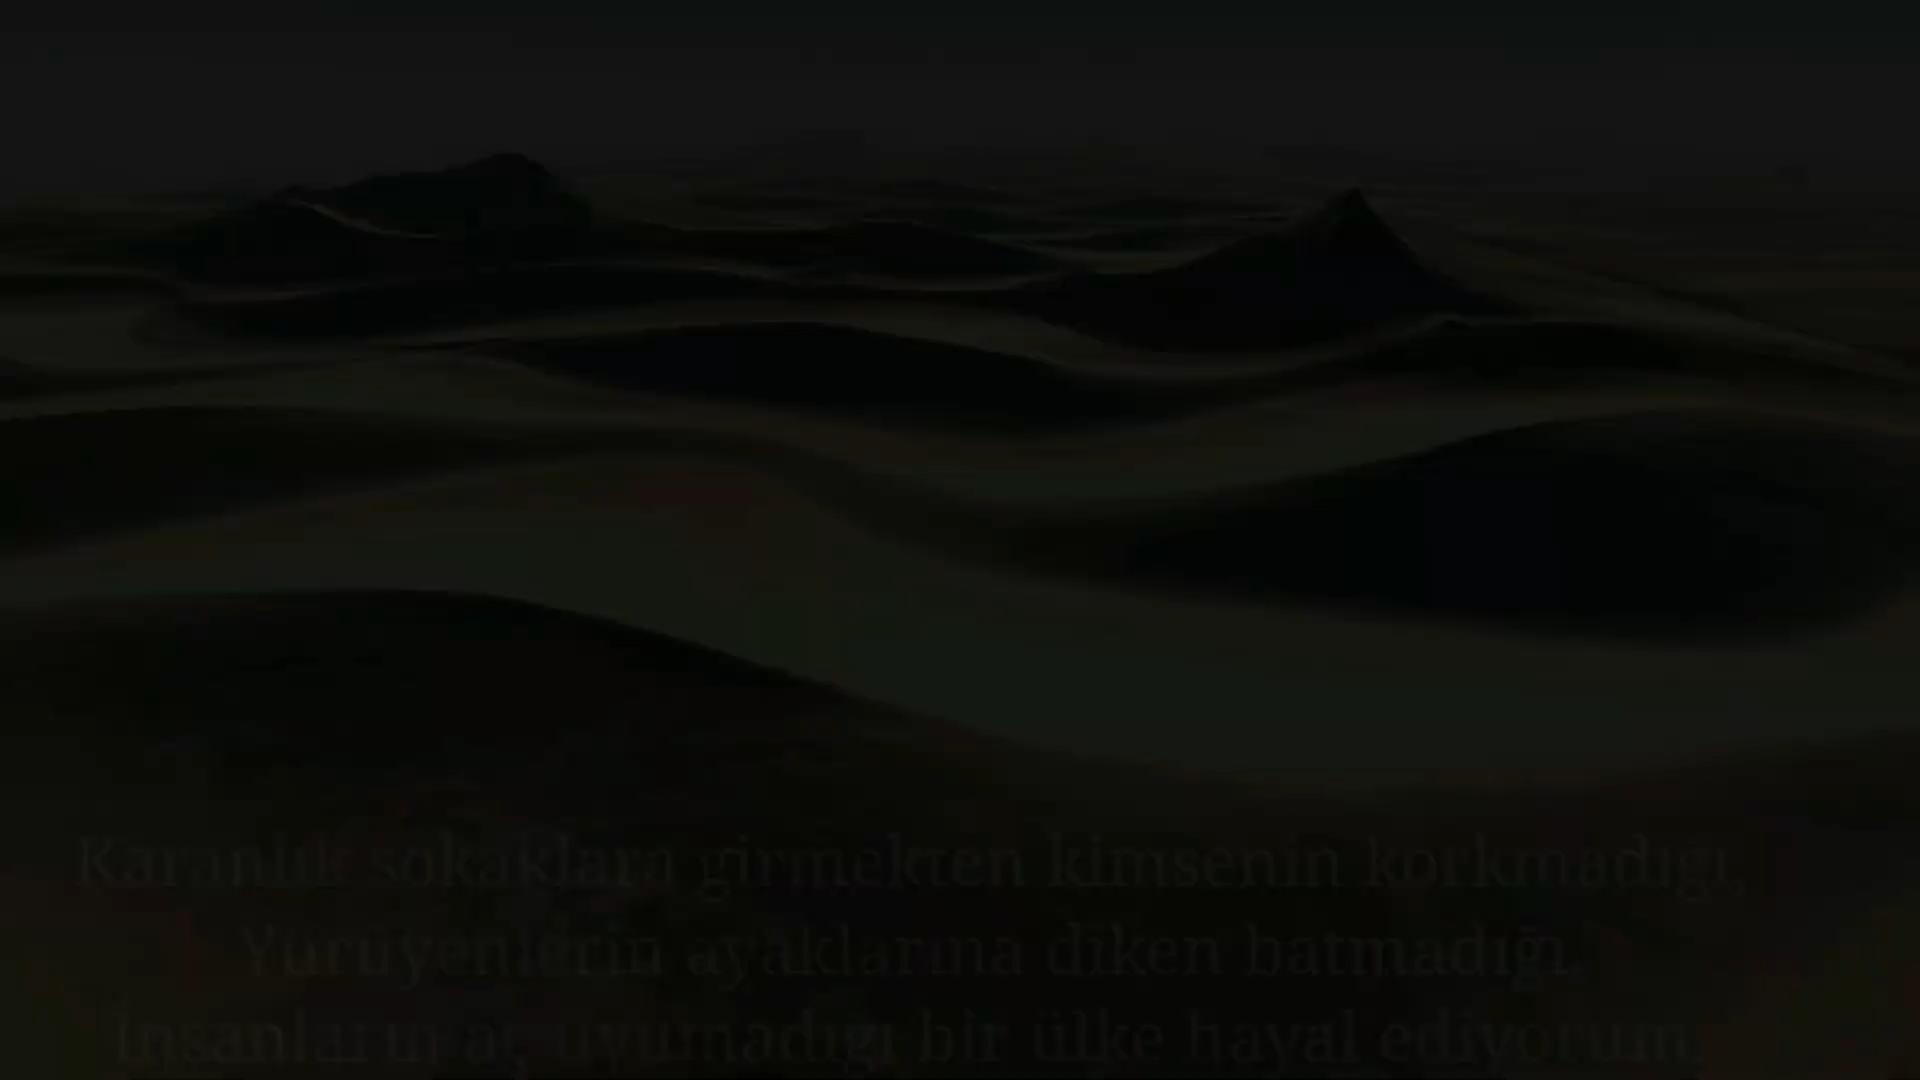 Karanlık sokaklara girmekten kimsenin korkmadığı,
Yürüyenlerin ayaklarına diken batmadığı,
İnsanların aç uyumadığı bir ülke hayal ediyorum.